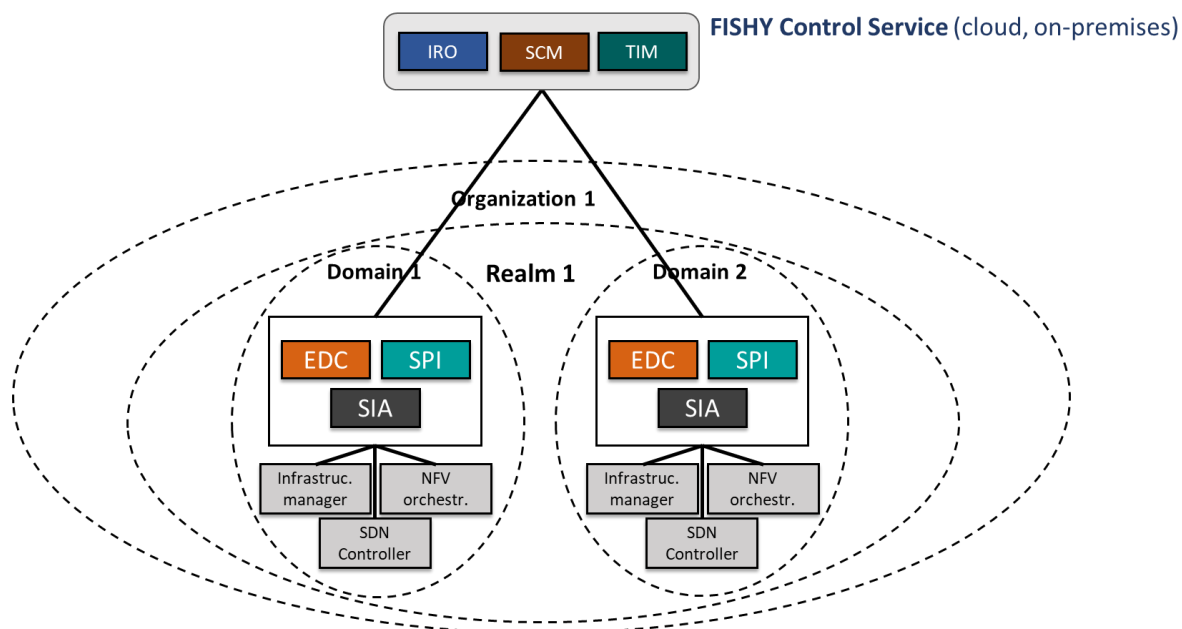 FISHY Control Service (cloud, on-premises)
IRO SCM TIM
Organization 1
Domain 1 Realm 1 Domain 2
EDC SPI EDC SPI
SIA SIA
Infrastruc. NFV Infrastruc. NFV
manager orchestr. manager orchestr.
SDN SDN
Controller Controller